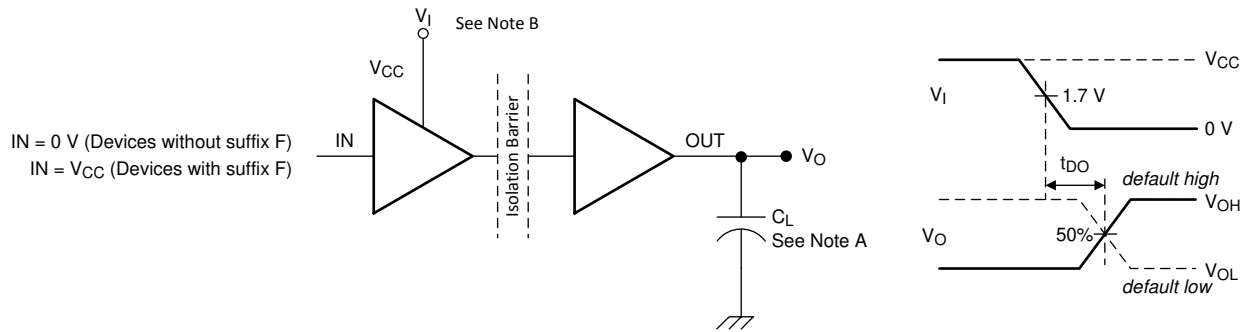 V_I
See Note B
V_CC
IN = 0 V (Devices without suffix F)
IN = V_CC (Devices with suffix F)
IN
Isolation Barrier
OUT
V_O
C_L
See Note A
V_I
V_CC
1.7 V
0 V
t_DO
default high
V_OH
V_O
50%
V_OL
default low